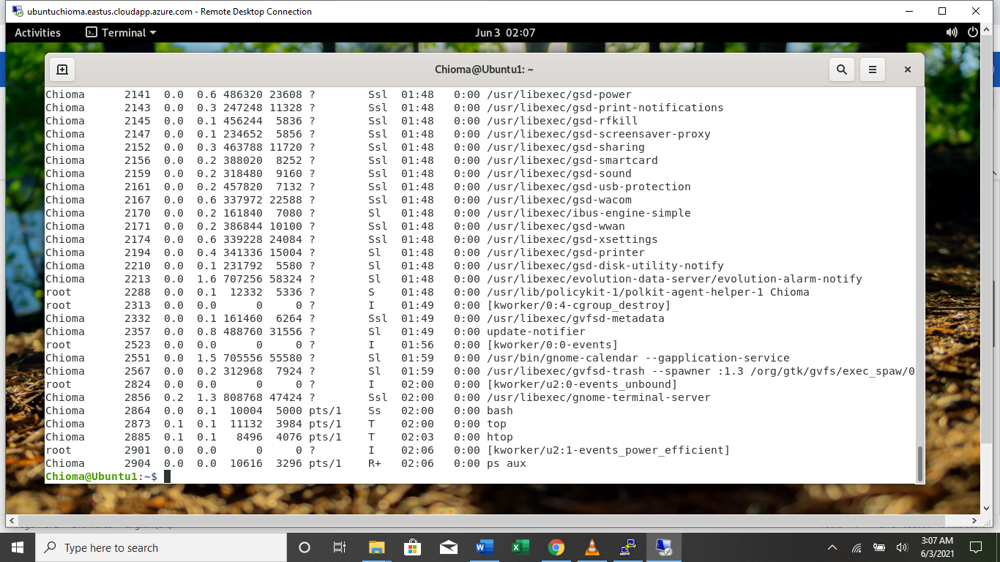 ubuntuchioma.eastus.cloudapp.azure.com - Remote Desktop Connection
Activities Terminal Jun 3 02:07
Chioma@Ubuntu1: ~
Chioma 2141 0.0 0.6 486320 23608 ? Ssl 01:48 0:00 /usr/libexec/gsd-power
Chioma 2143 0.0 0.3 247248 11328 ? Ssl 01:48 0:00 /usr/libexec/gsd-print-notifications
Chioma 2145 0.0 0.1 456244 5836 ? Ssl 01:48 0:00 /usr/libexec/gsd-rfkill
Chioma 2147 0.0 0.1 234652 5856 ? Ssl 01:48 0:00 /usr/libexec/gsd-screensaver-proxy
Chioma 2152 0.0 0.3 463788 11720 ? Ssl 01:48 0:00 /usr/libexec/gsd-sharing
Chioma 2156 0.0 0.2 388020 8252 ? Ssl 01:48 0:00 /usr/libexec/gsd-smartcard
Chioma 2159 0.0 0.2 318480 9160 ? Ssl 01:48 0:00 /usr/libexec/gsd-sound
Chioma 2161 0.0 0.2 457820 7132 ? Ssl 01:48 0:00 /usr/libexec/gsd-usb-protection
Chioma 2167 0.0 0.6 337972 22588 ? Ssl 01:48 0:00 /usr/libexec/gsd-wacom
Chioma 2170 0.0 0.2 161840 7080 ? Sl 01:48 0:00 /usr/libexec/ibus-engine-simple
Chioma 2171 0.0 0.2 386844 10100 ? Ssl 01:48 0:00 /usr/libexec/gsd-wwan
Chioma 2174 0.0 0.6 339228 24084 ? Ssl 01:48 0:00 /usr/libexec/gsd-xsettings
Chioma 2194 0.0 0.4 341336 15004 ? Sl 01:48 0:00 /usr/libexec/gsd-printer
Chioma 2210 0.0 0.1 231792 5580 ? Sl 01:48 0:00 /usr/libexec/gsd-disk-utility-notify
Chioma 2213 0.0 1.6 707256 58324 ? Sl 01:48 0:00 /usr/libexec/evolution-data-server/evolution-alarm-notify
root 2288 0.0 0.1 12332 5336 ? S 01:48 0:00 /usr/lib/policykit-1/polkit-agent-helper-1 Chioma
root 2313 0.0 0.0 0 0 ? I 01:49 0:00 [kworker/0:4-cgroup_destroy]
Chioma 2332 0.0 0.1 161460 6264 ? Ssl 01:49 0:00 /usr/libexec/gvfsd-metadata
Chioma 2357 0.0 0.8 488760 31556 ? Sl 01:49 0:00 update-notifier
root 2523 0.0 0.0 0 0 ? I 01:56 0:00 [kworker/0:0-events]
Chioma 2551 0.0 1.5 705556 55580 ? Sl 01:59 0:00 /usr/bin/gnome-calendar --gapplication-service
Chioma 2567 0.0 0.2 312968 7924 ? Sl 01:59 0:00 /usr/libexec/gvfsd-trash --spawner :1.3 /org/gtk/gvfs/exec_spaw/0
root 2824 0.0 0.0 0 0 ? I 02:00 0:00 [kworker/u2:0-events_unbound]
Chioma 2856 0.2 1.3 808768 47424 ? Ssl 02:00 0:00 /usr/libexec/gnome-terminal-server
Chioma 2864 0.0 0.1 10004 5000 pts/1 Ss 02:00 0:00 bash
Chioma 2873 0.1 0.1 11132 3984 pts/1 T 02:00 0:00 top
Chioma 2885 0.1 0.1 8496 4076 pts/1 T 02:03 0:00 htop
root 2901 0.0 0.0 0 0 ? I 02:06 0:00 [kworker/u2:1-events_power_efficient]
Chioma 2904 0.0 0.0 10616 3296 pts/1 R+ 02:06 0:00 ps aux
Chioma@Ubuntu1:~$
Type here to search
3:07 AM
6/3/2021